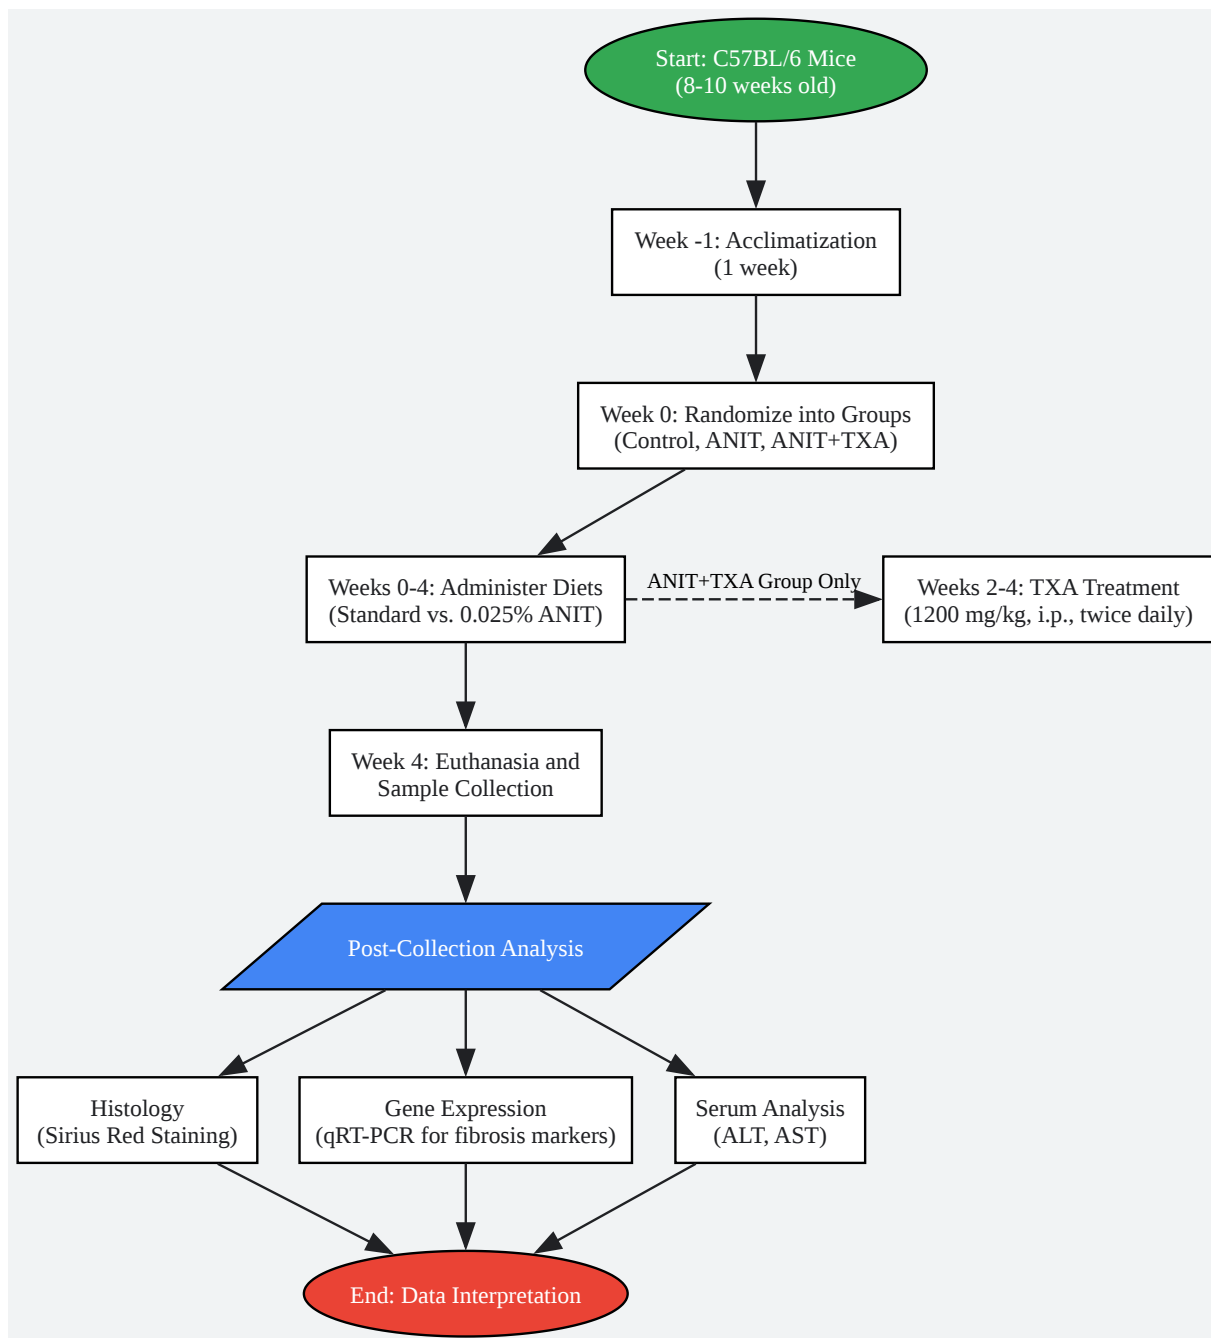 Start: C57BL/6 Mice
(8-10 weeks old)
Week -1: Acclimatization
(1 week)
Week 0: Randomize into Groups
(Control, ANIT, ANIT+TXA)
Weeks 0-4: Administer Diets
(Standard vs. 0.025% ANIT)
ANIT+TXA Group Only
Weeks 2-4: TXA Treatment
(1200 mg/kg, i.p., twice daily)
Week 4: Euthanasia and
Sample Collection
Post-Collection Analysis
Histology
(Sirius Red Staining)
Gene Expression
(qRT-PCR for fibrosis markers)
Serum Analysis
(ALT, AST)
End: Data Interpretation